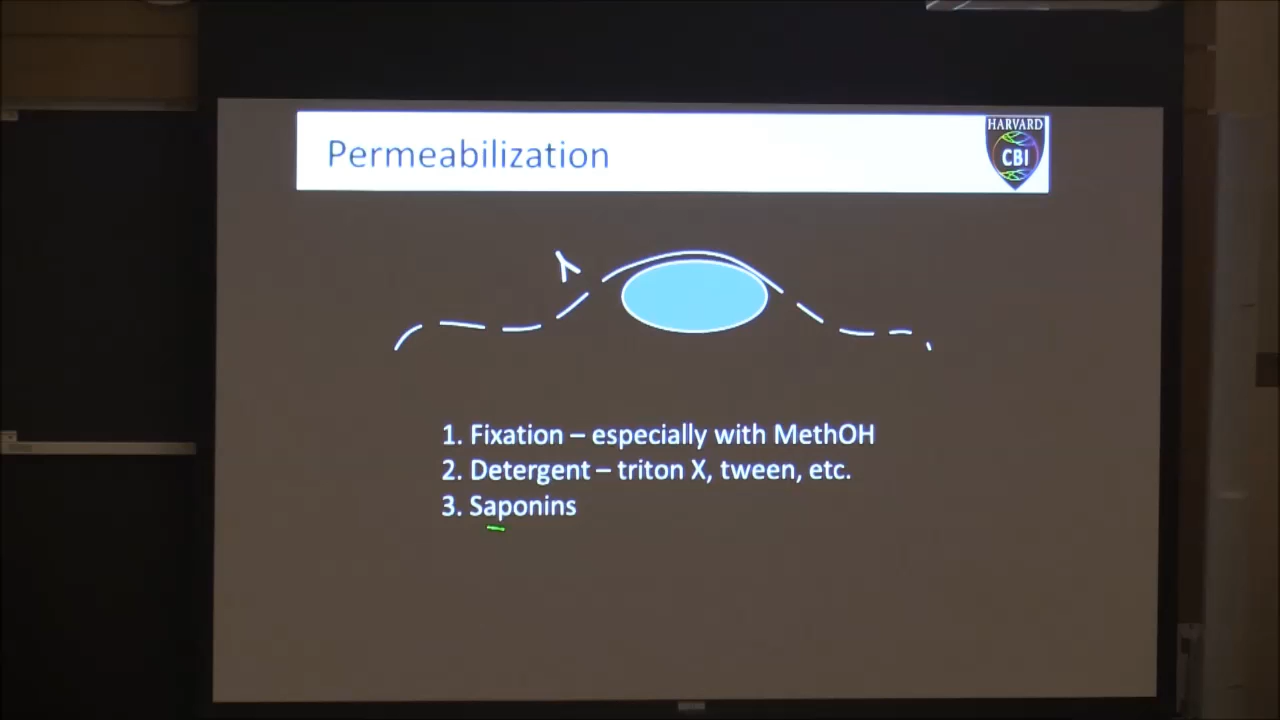 Permeabilization
HARVARD
CBI
1. Fixation – especially with MethOH
2. Detergent – triton X, tween, etc.
3. Saponins